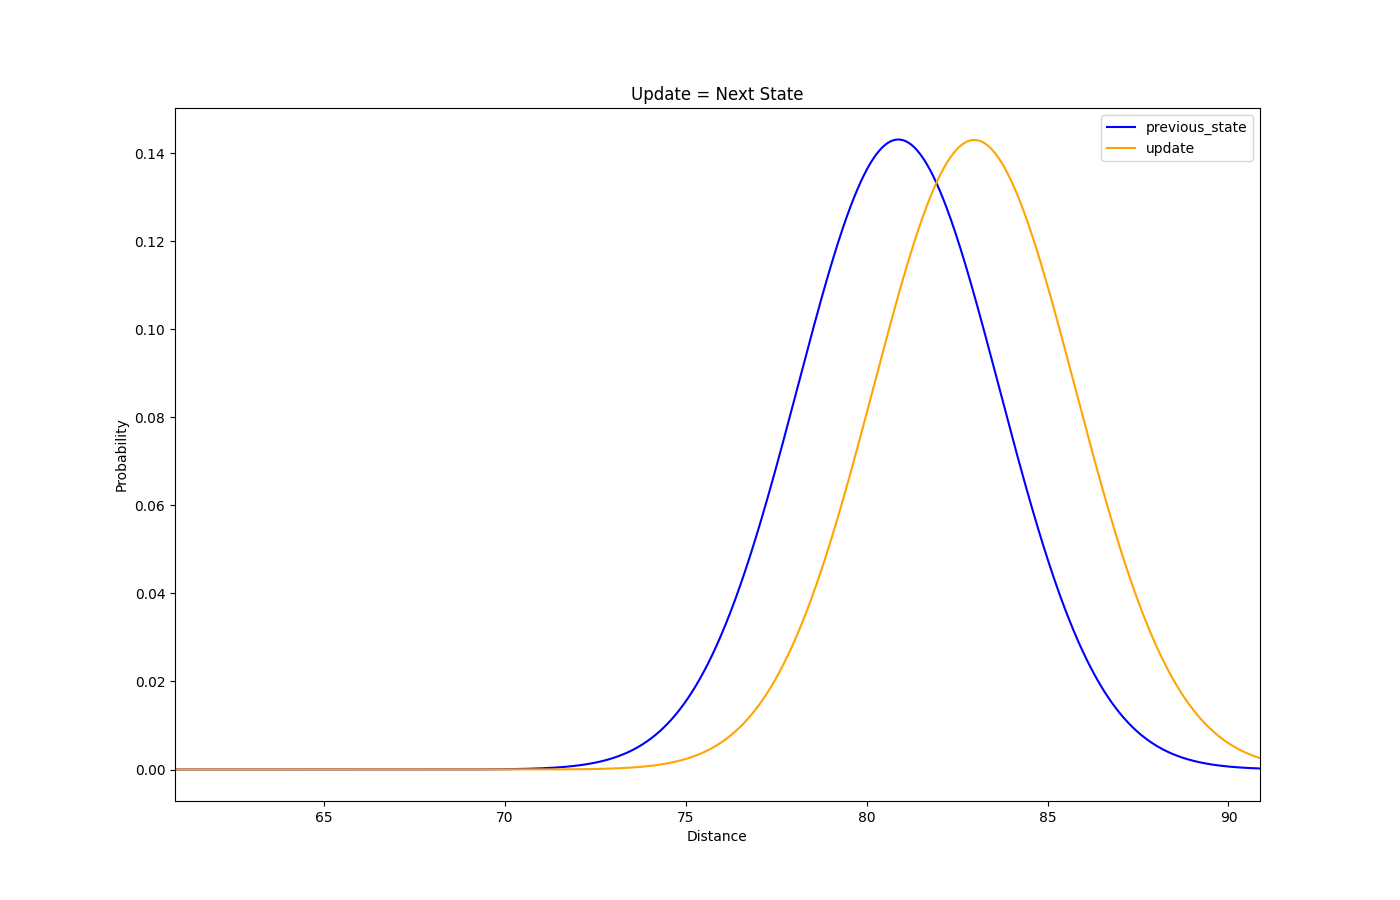 Update = Next State
previous_state
update
0.14
0.12
0.10
0.08
0.06
0.04
0.02
0.00
Probability
65
70
75
80
85
90
Distance